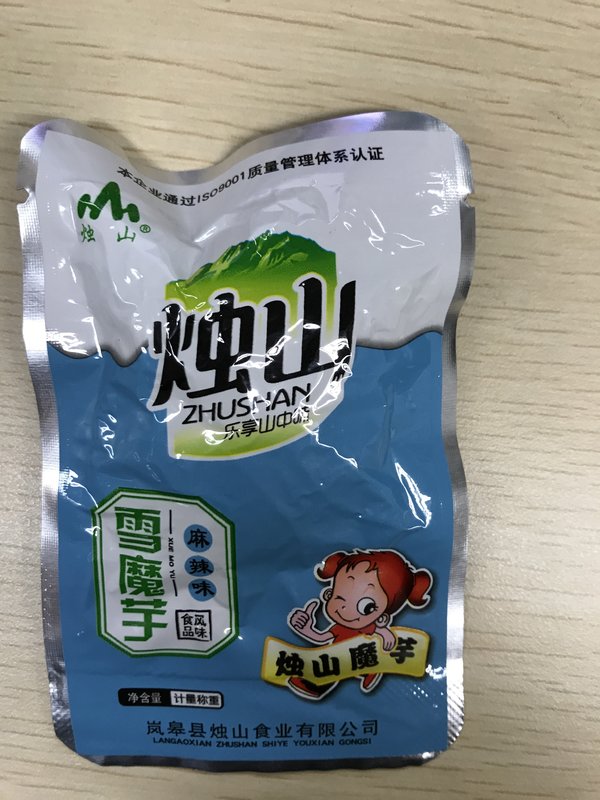 本企业通过ISO9001质量管理体系认证
烛 山®
烛山
ZHUSHAN
乐享山中
雪魔芋
XUE MO YU
麻辣味
风味食品
烛山魔芋
净含量 计量称重
岚皋县烛山食业有限公司
LANGAOXIAN ZHUSHAN SHIYE YOUXIAN GONGSI